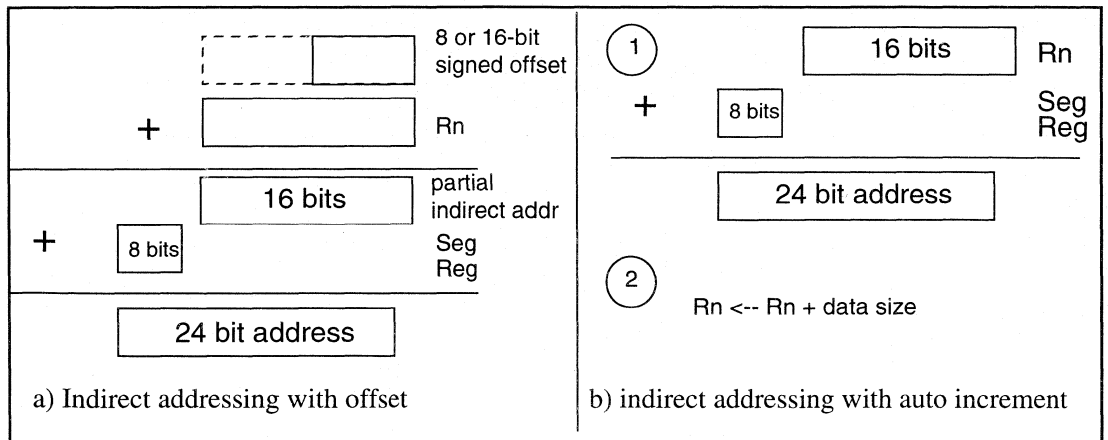 8 or 16-bit
signed offset
+
Rn
16 bits
partial
indirect addr
+
8 bits
Seg
Reg
24 bit address
a) Indirect addressing with offset
1
16 bits
Rn
+
8 bits
Seg
Reg
24 bit address
2
Rn <-- Rn + data size
b) indirect addressing with auto increment